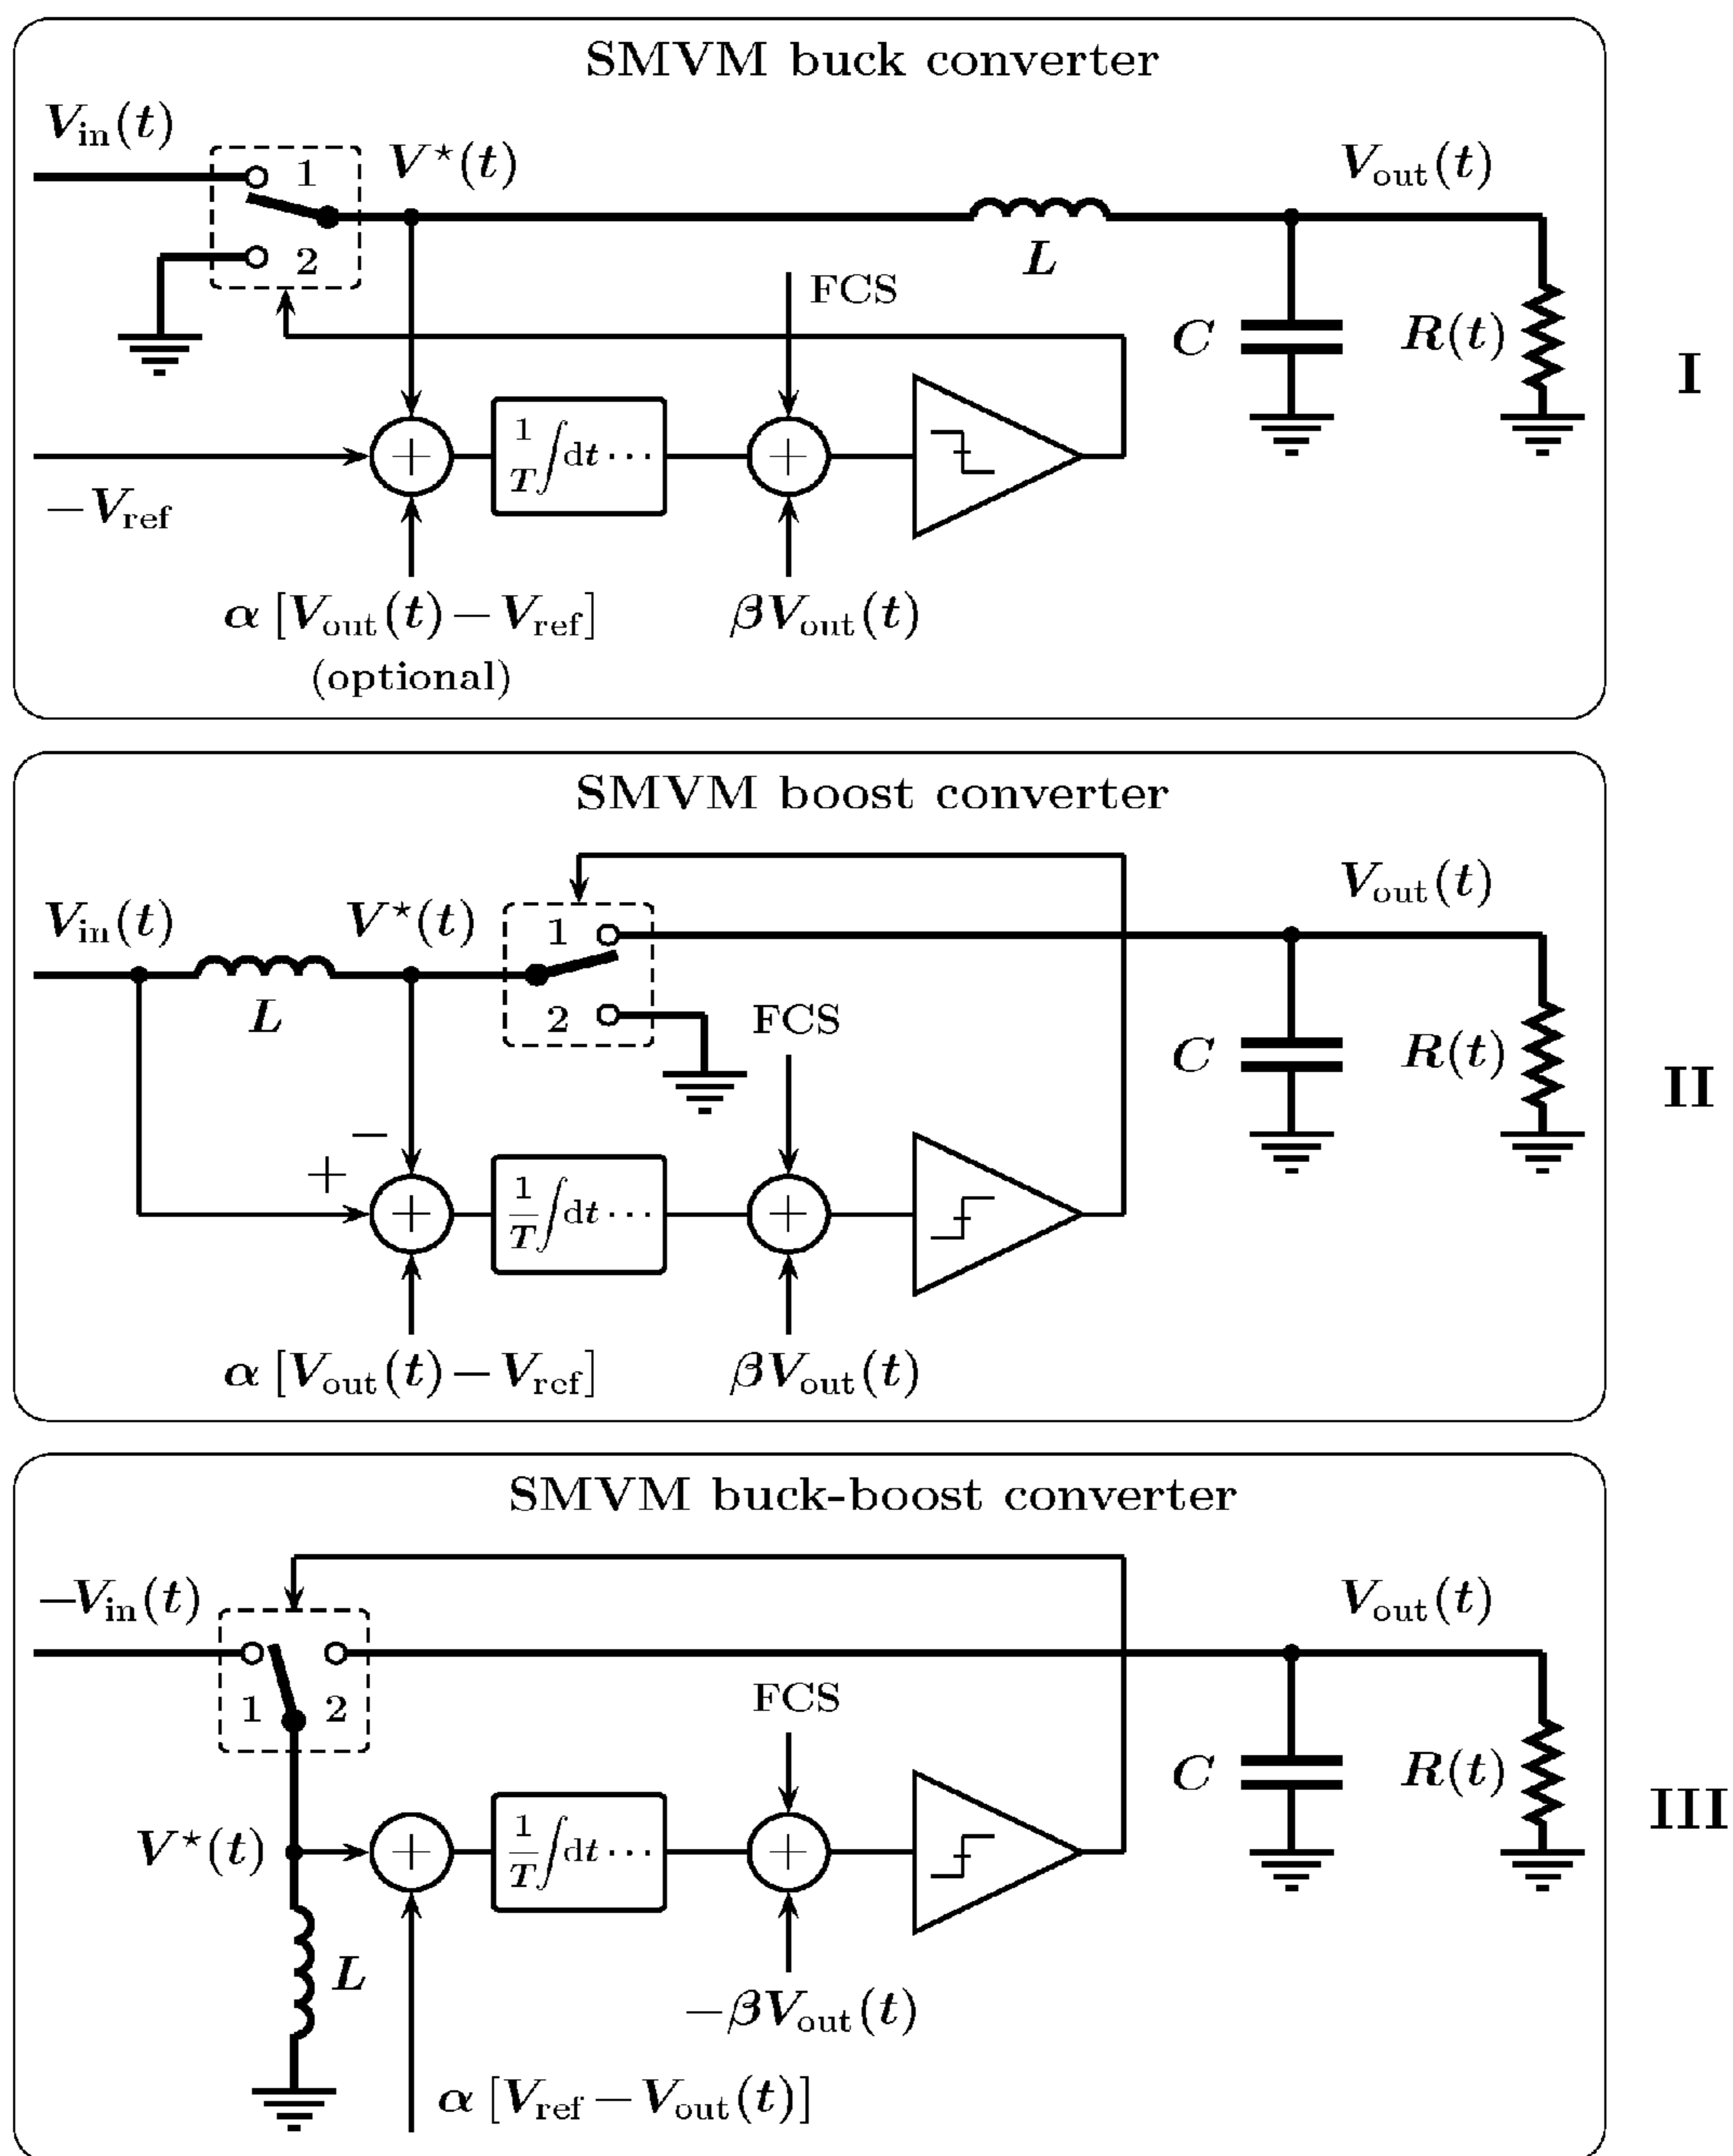 SMVM buck converter
V_in(t)
1
V*(t)
V_out(t)
2
L
FCS
C
R(t)
I
1/T ∫dt ···
+
+
−V_ref
α [V_out(t) − V_ref]
βV_out(t)
(optional)
SMVM boost converter
V_in(t)
V*(t)
1
V_out(t)
L
2
FCS
C
R(t)
II
−
+
+
1/T ∫dt ···
+
α [V_out(t) − V_ref]
βV_out(t)
SMVM buck-boost converter
−V_in(t)
V_out(t)
1
2
FCS
C
R(t)
III
V*(t)
+
1/T ∫dt ···
+
L
−βV_out(t)
α [V_ref − V_out(t)]